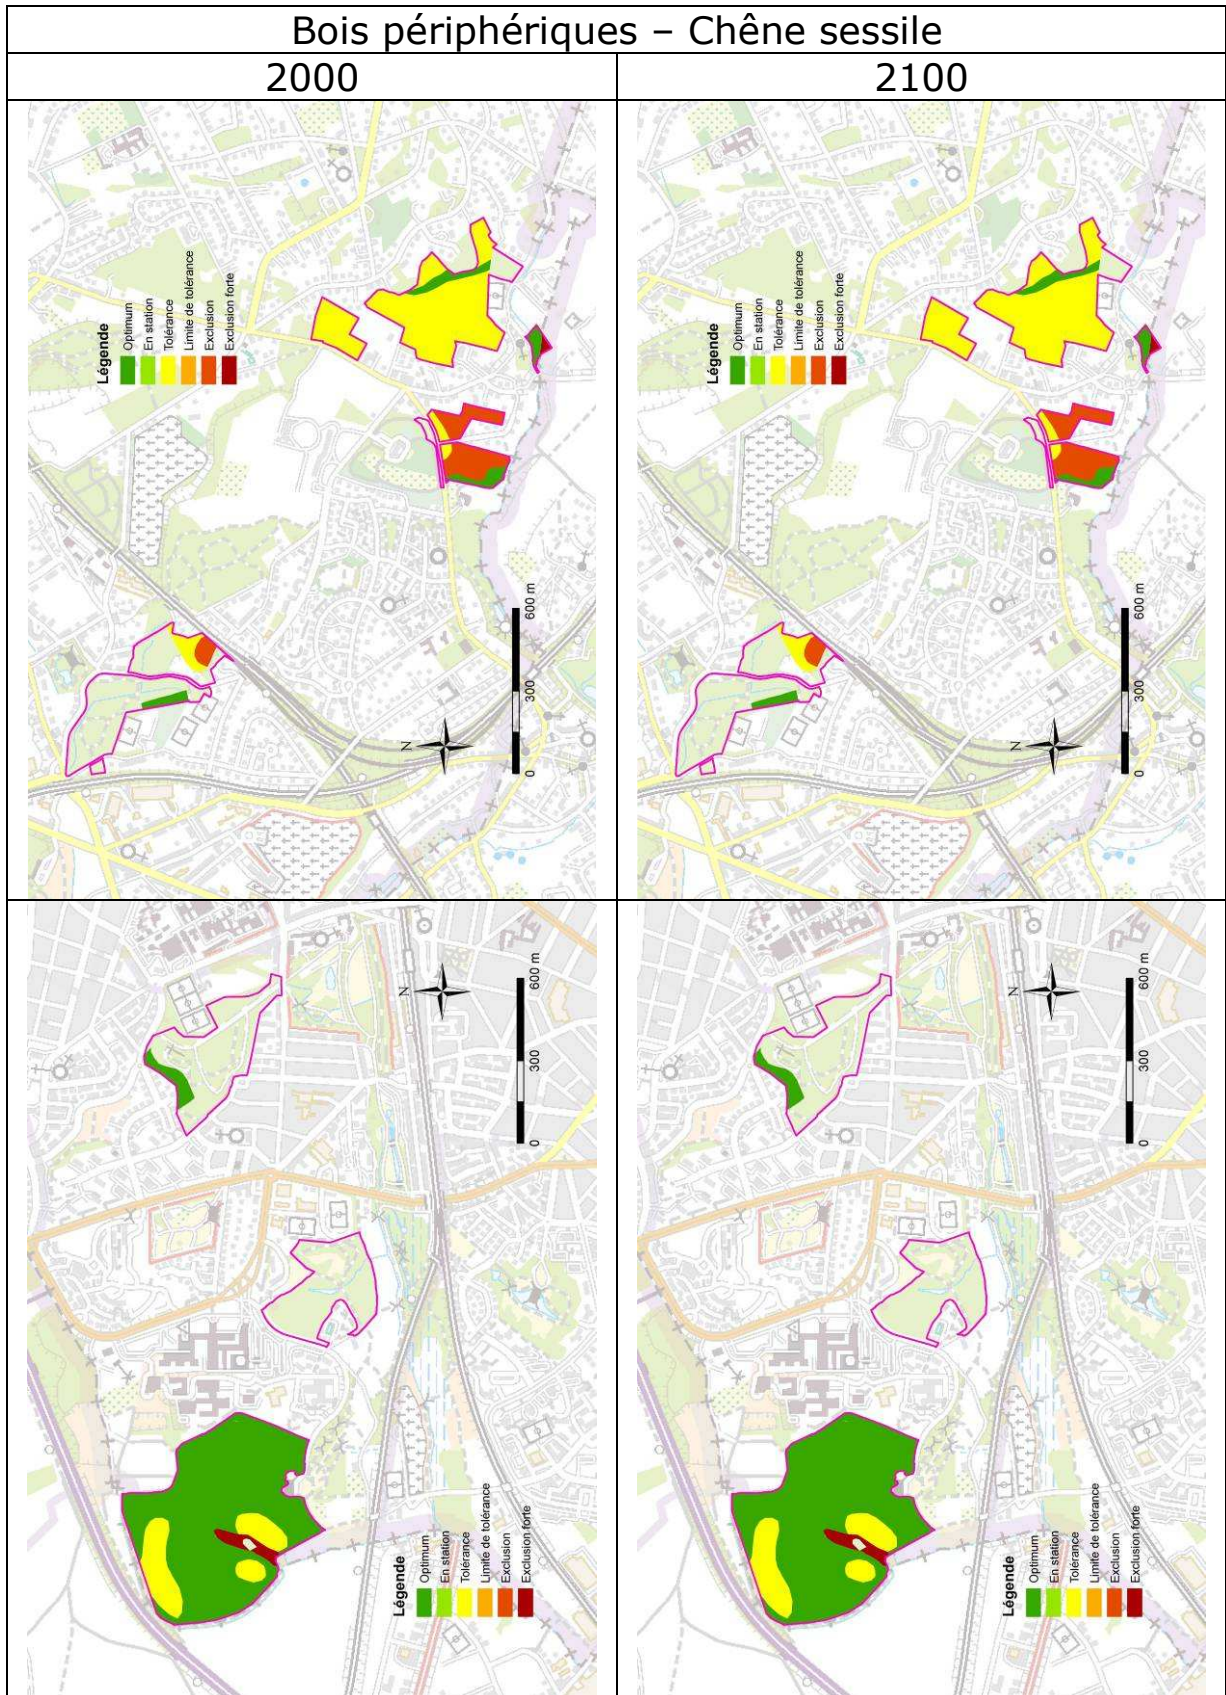 Bois périphériques – Chêne sessile
2000
2100
Légende
Optimum
En station
Tolérance
Limite de tolérance
Exclusion
Exclusion forte
N
0
300
600 m
Légende
Optimum
En station
Tolérance
Limite de tolérance
Exclusion
Exclusion forte
N
0
300
600 m
N
0
300
600 m
Légende
Optimum
En station
Tolérance
Limite de tolérance
Exclusion
Exclusion forte
N
0
300
600 m
Légende
Optimum
En station
Tolérance
Limite de tolérance
Exclusion
Exclusion forte